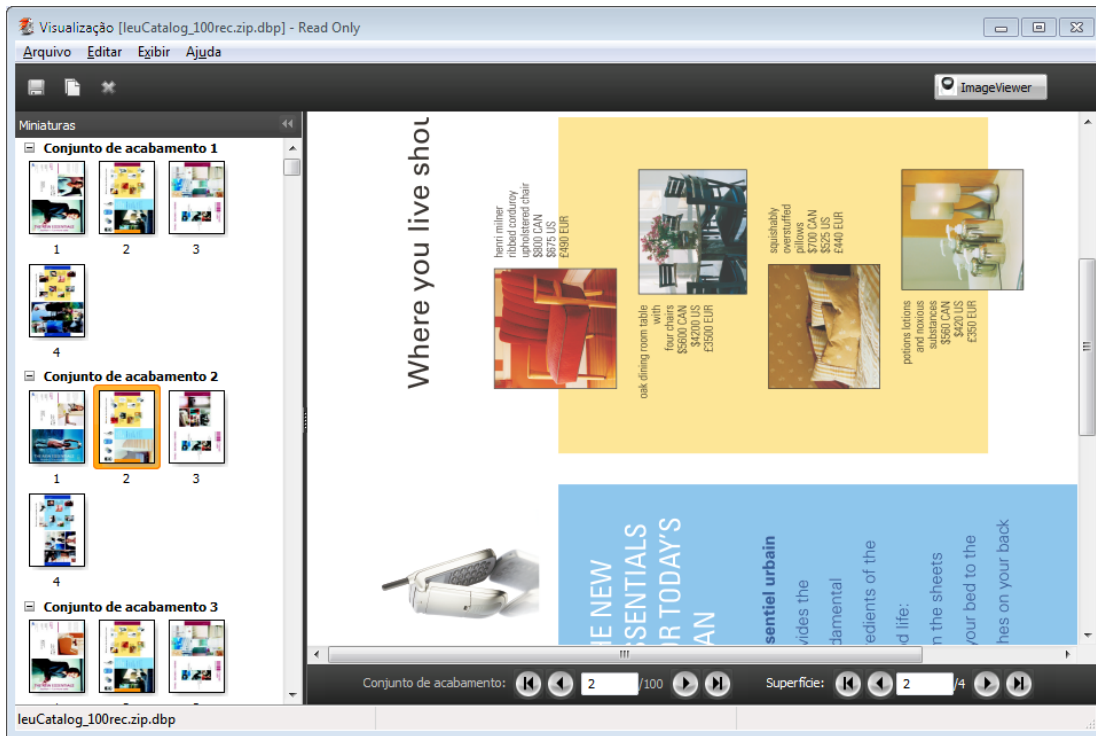 Visualização [IeuCatalog_100rec.zip.dbp] - Read Only
Arquivo Editar Exibir Ajuda
ImageViewer
Miniaturas
Conjunto de acabamento 1
1 2 3
4
Conjunto de acabamento 2
1 2 3
4
Conjunto de acabamento 3
Where you live shou
henri milner
ribbed corduroy
upholstered chair
$800 CAN
$675 US
£490 EUR
oak dining room table
with
four chairs
$5600 CAN
$4200 US
£3500 EUR
squishably
overstuffed
pillows
$700 CAN
$525 US
£440 EUR
potions lotions
and noxious
substances
$560 CAN
$420 US
£350 EUR
HE NEW
SSENTIALS
OR TODAY'S
AN
sentiel urbain
vides the
damental
edients of the
d life:
n the sheets
your bed to the
hes on your back
Conjunto de acabamento: 2 /100 Superfície: 2 /4
IeuCatalog_100rec.zip.dbp